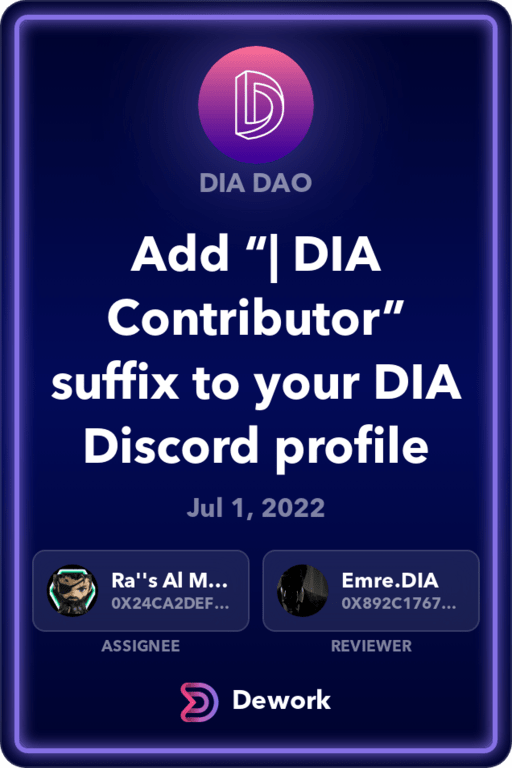 DIA DAO
Add “| DIA
Contributor”
suffix to your DIA
Discord profile
Jul 1, 2022
Ra''s Al M...
0X24CA2DEF...
Emre.DIA
0X892C1767...
ASSIGNEE
REVIEWER
Dework